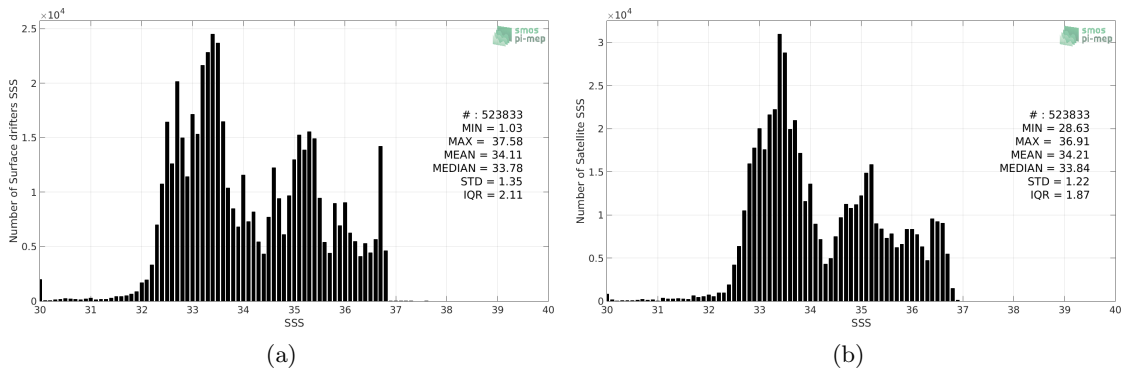 ×10⁴
2.5
2
1.5
1
0.5
0
Number of Surface drifters SSS
30 31 32 33 34 35 36 37 38 39 40
SSS
smos
pi-mep
# : 523833
MIN = 1.03
MAX = 37.58
MEAN = 34.11
MEDIAN = 33.78
STD = 1.35
IQR = 2.11
(a)
×10⁴
3
2.5
2
1.5
1
0.5
0
Number of Satellite SSS
30 31 32 33 34 35 36 37 38 39 40
SSS
smos
pi-mep
# : 523833
MIN = 28.63
MAX = 36.91
MEAN = 34.21
MEDIAN = 33.84
STD = 1.22
IQR = 1.87
(b)